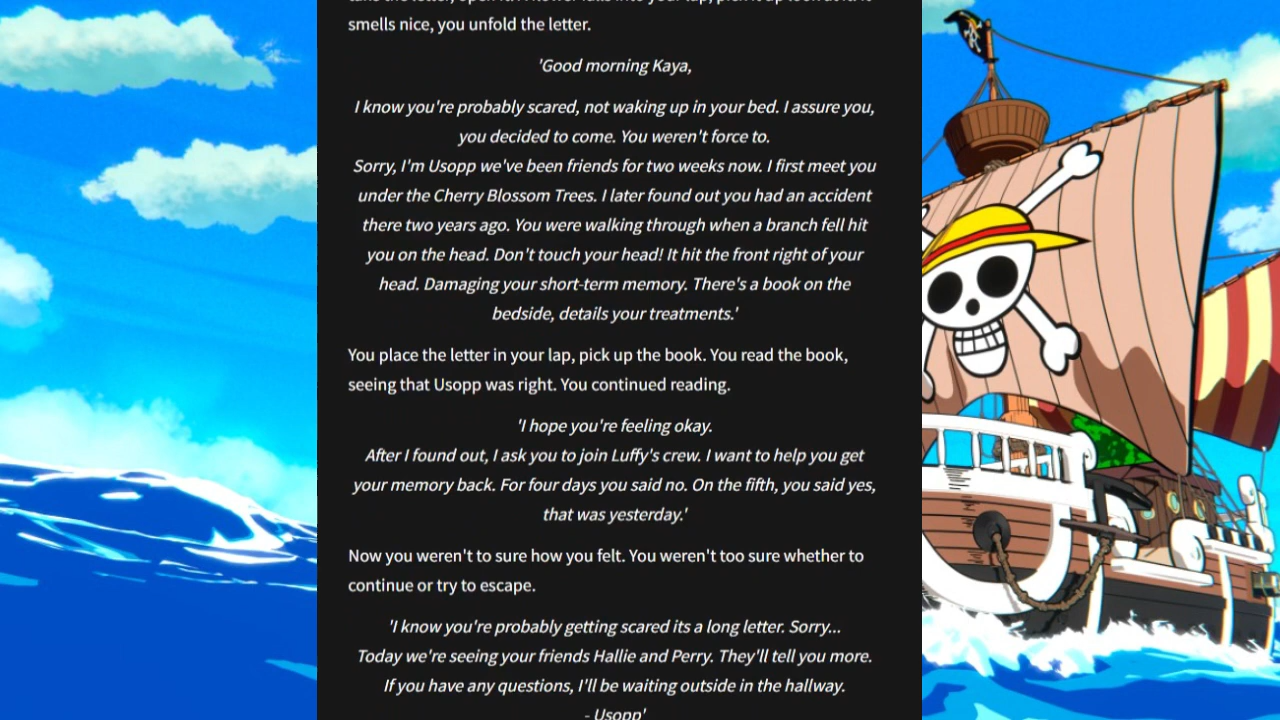 smells nice, you unfold the letter.
'Good morning Kaya,
I know you're probably scared, not waking up in your bed. I assure you,
you decided to come. You weren't force to.
Sorry, I'm Usopp we've been friends for two weeks now. I first meet you
under the Cherry Blossom Trees. I later found out you had an accident
there two years ago. You were walking through when a branch fell hit
you on the head. Don't touch your head! It hit the front right of your
head. Damaging your short-term memory. There's a book on the
bedside, details your treatments.'
You place the letter in your lap, pick up the book. You read the book,
seeing that Usopp was right. You continued reading.
'I hope you're feeling okay.
After I found out, I ask you to join Luffy's crew. I want to help you get
your memory back. For four days you said no. On the fifth, you said yes,
that was yesterday.'
Now you weren't to sure how you felt. You weren't too sure whether to
continue or try to escape.
'I know you're probably getting scared its a long letter. Sorry...
Today we're seeing your friends Hallie and Perry. They'll tell you more.
If you have any questions, I'll be waiting outside in the hallway.
- Usopp'